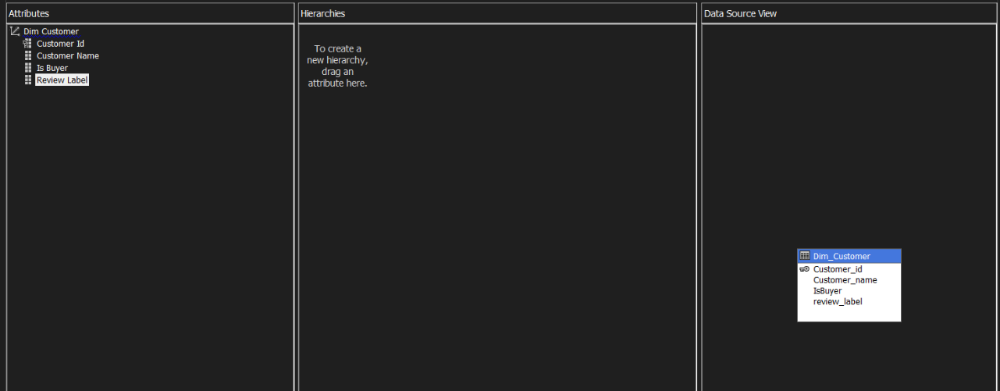 Attributes
Dim Customer
Customer Id
Customer Name
Is Buyer
Review Label
Hierarchies
To create a
new hierarchy,
drag an
attribute here.
Data Source View
Dim_Customer
Customer_id
Customer_name
IsBuyer
review_label